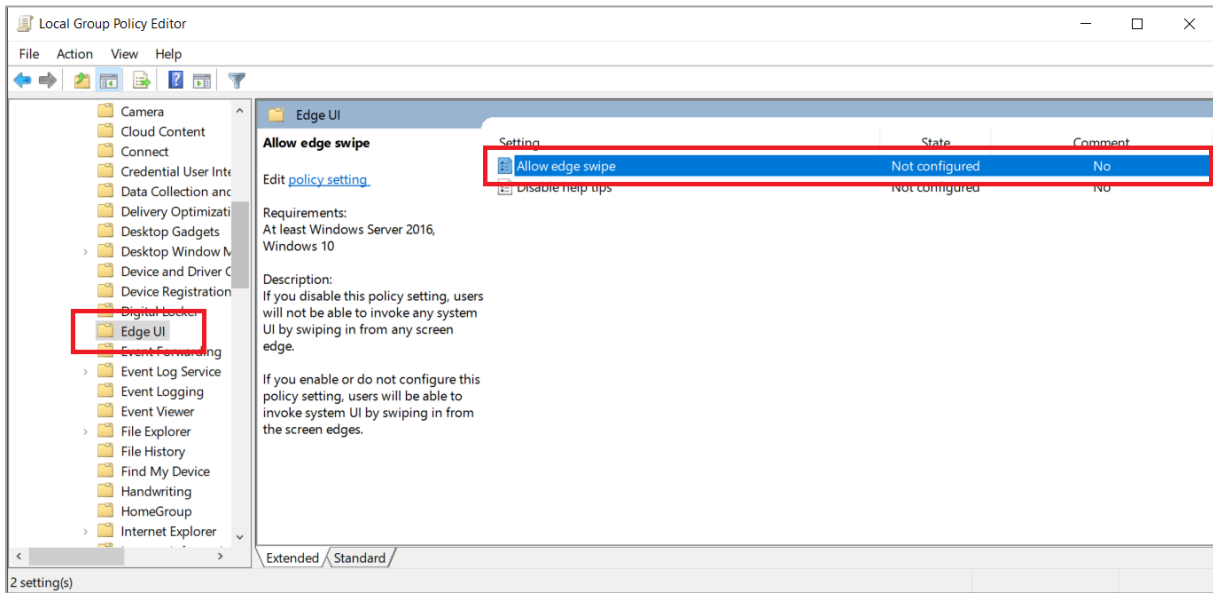 Local Group Policy Editor
File Action View Help
Camera
Cloud Content
Connect
Credential User Inte
Data Collection and
Delivery Optimizati
Desktop Gadgets
Desktop Window M
Device and Driver C
Device Registration
Digital Locker
Edge UI
Event Forwarding
Event Log Service
Event Logging
Event Viewer
File Explorer
File History
Find My Device
Handwriting
HomeGroup
Internet Explorer
Edge UI
Allow edge swipe
Edit policy setting
Requirements:
At least Windows Server 2016,
Windows 10
Description:
If you disable this policy setting, users
will not be able to invoke any system
UI by swiping in from any screen
edge.
If you enable or do not configure this
policy setting, users will be able to
invoke system UI by swiping in from
the screen edges.
Setting State Comment
Allow edge swipe Not configured No
Disable help tips Not configured No
Extended Standard
2 setting(s)